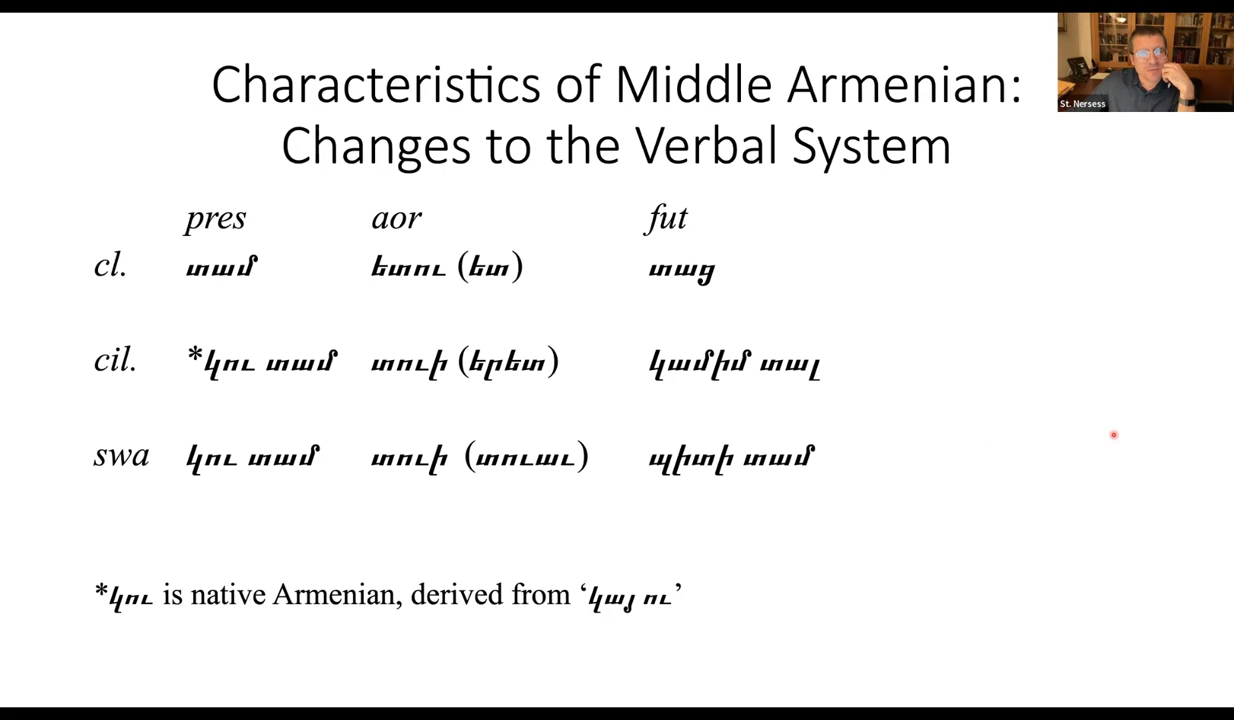 Characteristics of Middle Armenian:
Changes to the Verbal System
St. Nersess
pres aor fut
cl. տամ ետու (ետ) տաց
cil. *կու տամ տուի (երետ) կամիմ տալ
swa կու տամ տուի (տուաւ) պիտի տամ
*կու is native Armenian, derived from ‘կայ ու’